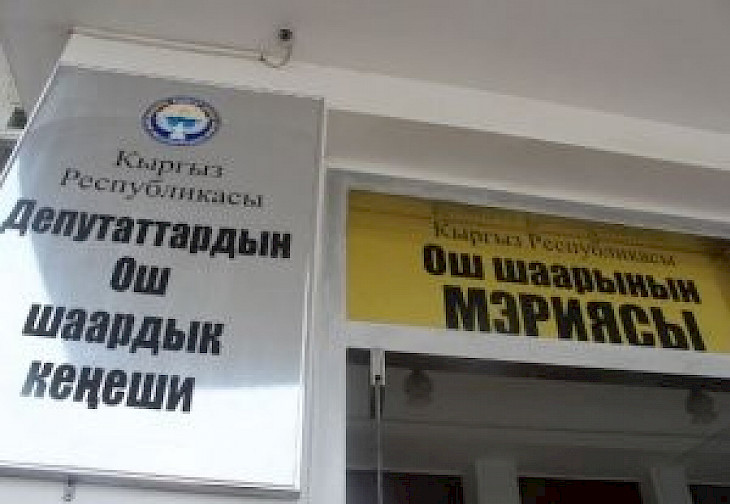 Кыргыз
Республикасы
Депутаттардын
Ош
шаардык
кеңеши
Кыргыз Республикасы
Ош шаарынын
МЭРИЯСЫ